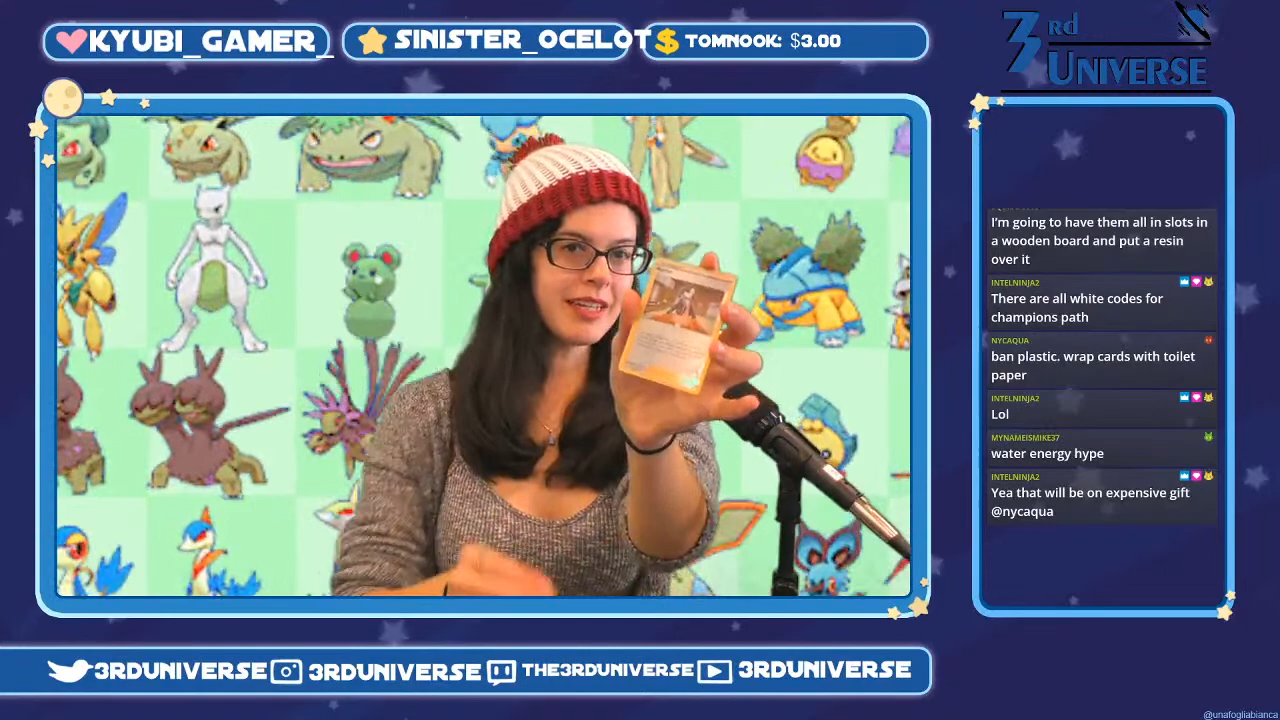 KYUBI_GAMER_
SINISTER_OCELOT
$ TOMNOOK: $3.00
3rd
UNIVERSE
I'm going to have them all in slots in
a wooden board and put a resin
over it
INTELNINJA2
There are all white codes for
champions path
NYCAQUA
ban plastic. wrap cards with toilet
paper
INTELNINJA2
Lol
MYNAMEISMIKE37
water energy hype
INTELNINJA2
Yea that will be on expensive gift
@nycaqua
3RDUNIVERSE 3RDUNIVERSE THE3RDUNIVERSE 3RDUNIVERSE
@unafogliabianca